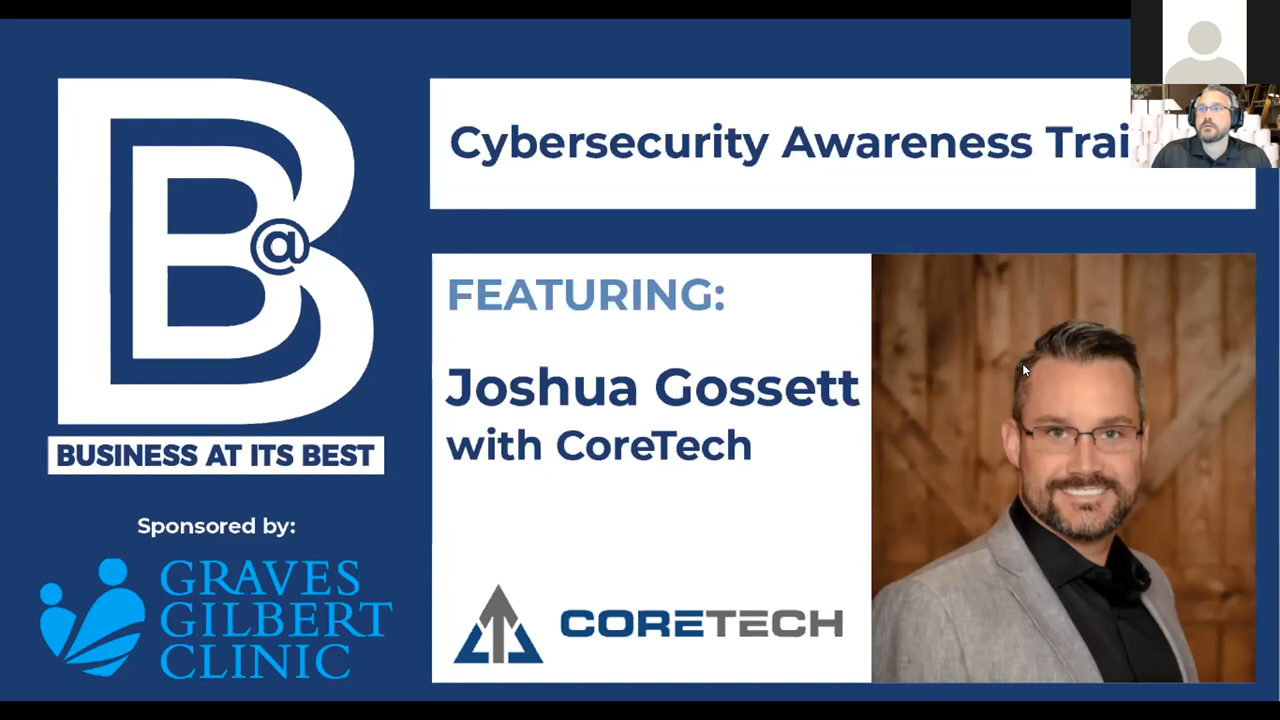 B@B
BUSINESS AT ITS BEST
Sponsored by:
GRAVES
GILBERT
CLINIC
Cybersecurity Awareness Trai
FEATURING:
Joshua Gossett
with CoreTech
CORETECH